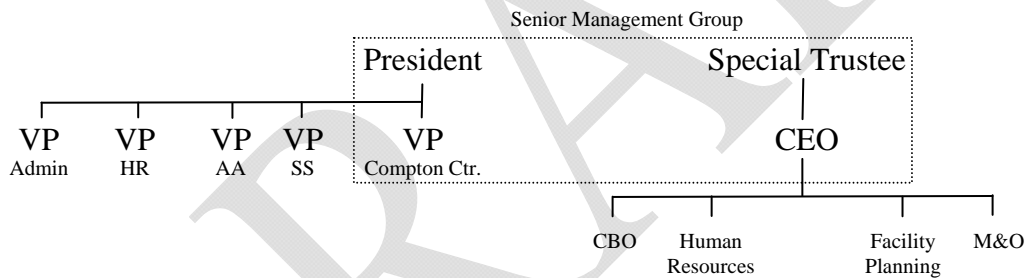 Senior Management Group
President Special Trustee
VP VP VP VP VP CEO
Admin HR AA SS Compton Ctr.
CBO Human Facility M&O
Resources Planning